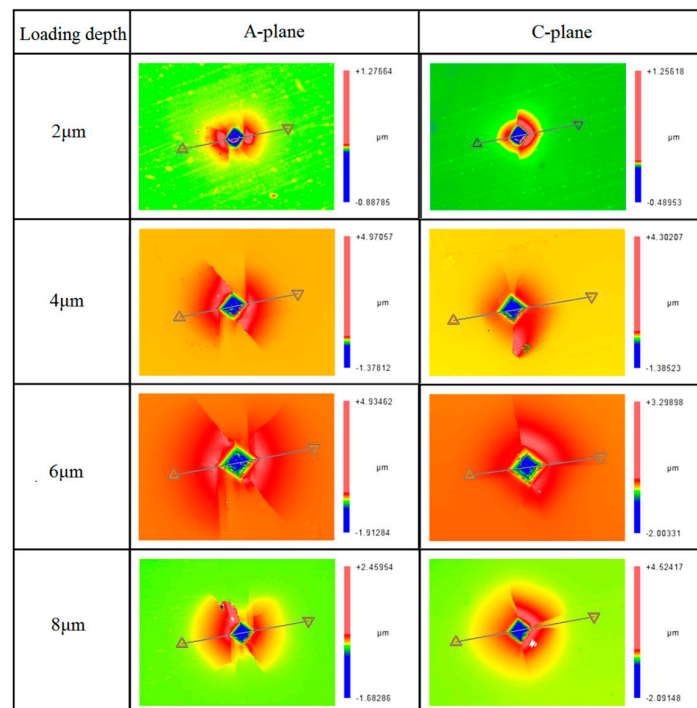 Loading depth A-plane C-plane
2μm
+1.27664
μm
-0.88785
+1.25618
μm
-0.48953
4μm
+4.97057
μm
-1.37812
+4.30207
μm
-1.38523
6μm
+4.93462
μm
-1.91284
+3.29898
μm
-2.00331
8μm
+2.45954
μm
-1.68286
+4.52417
μm
-2.09148